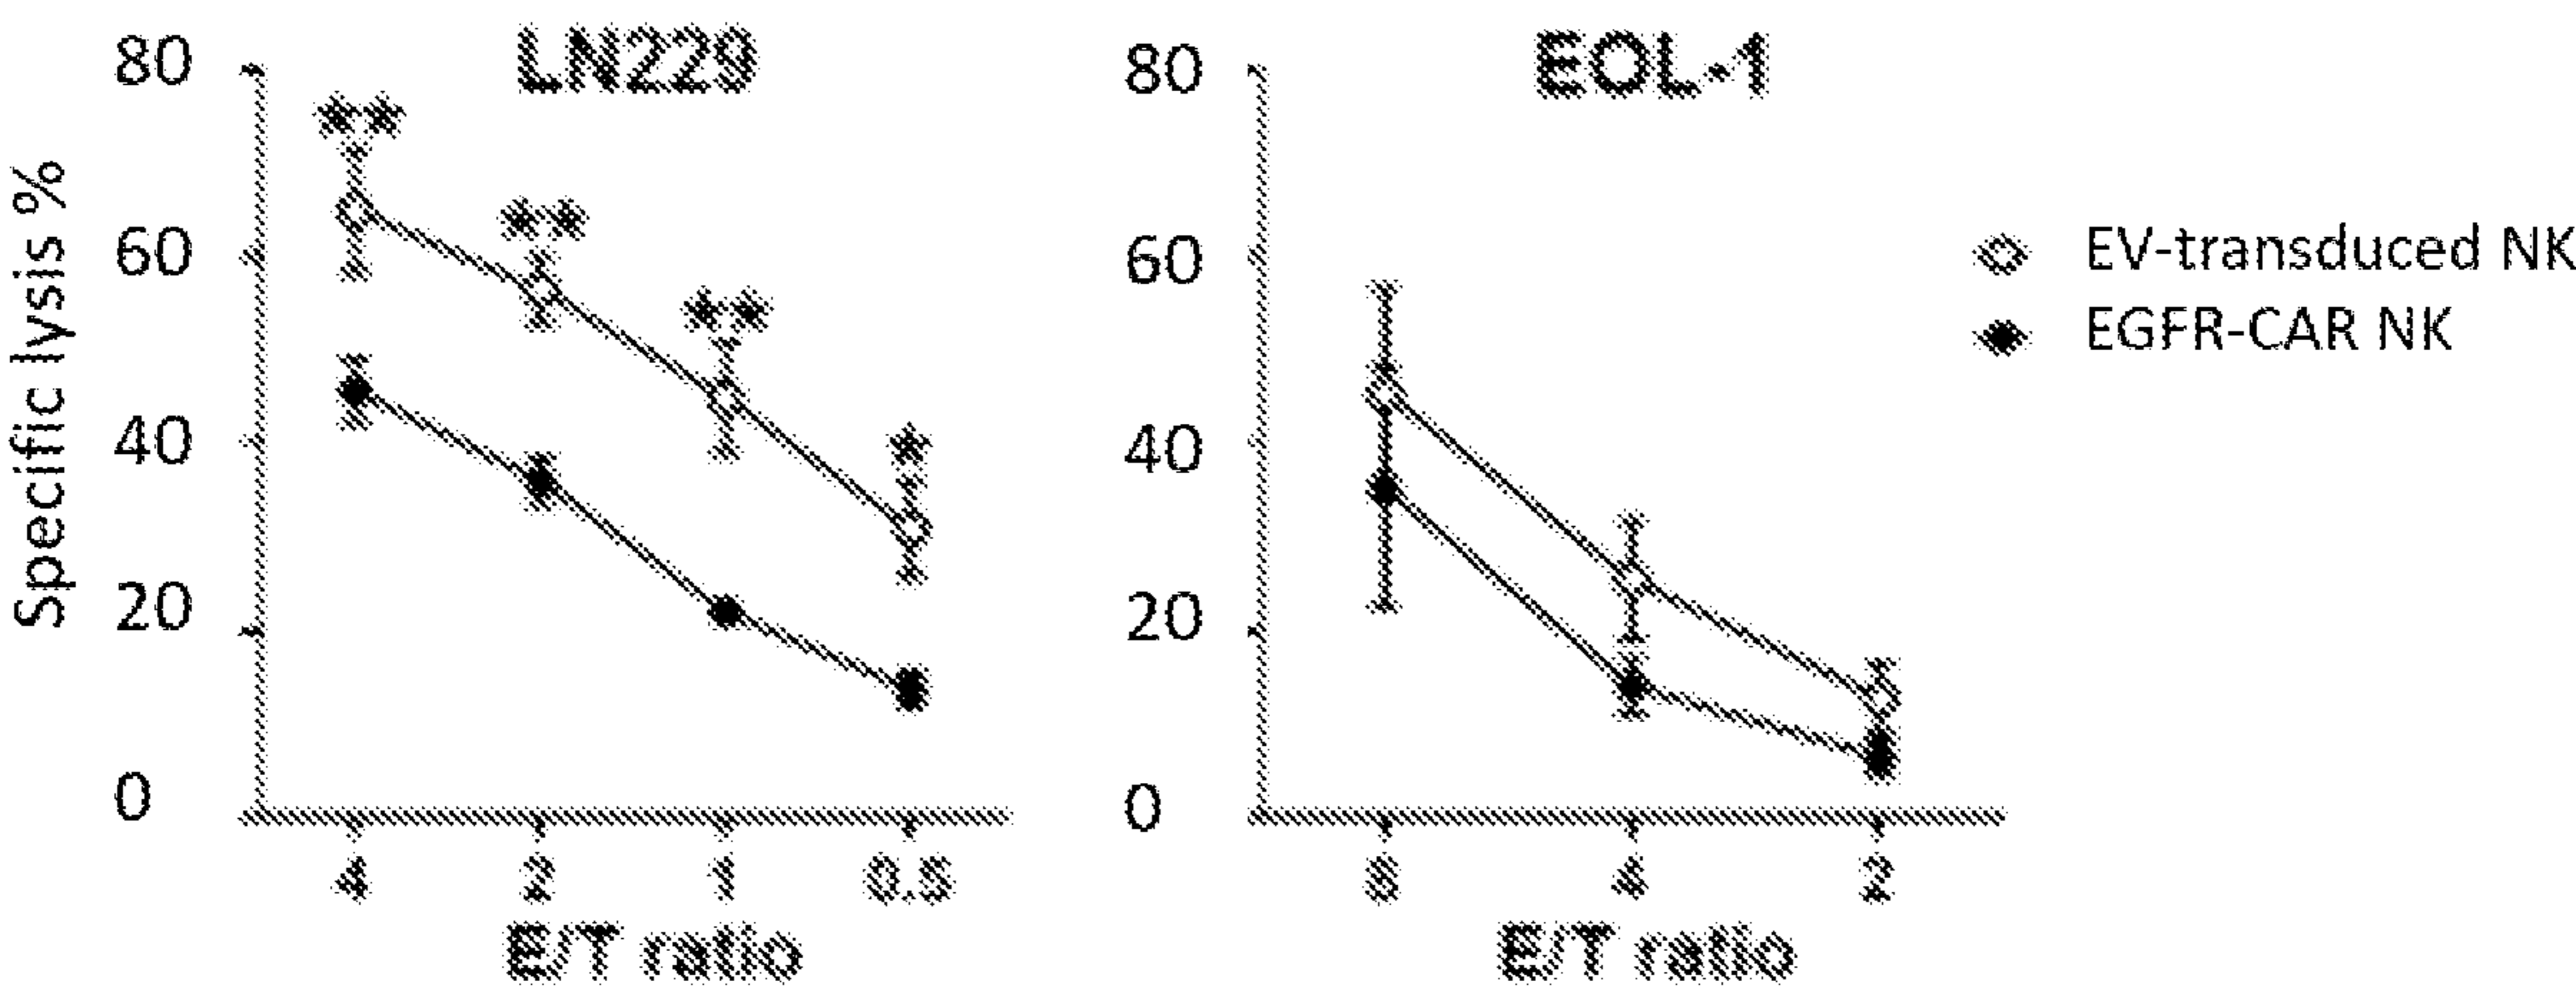 LN229
80
60
40
20
0
Specific lysis %
**
**
**
*
4 2 1 0.5
E/T ratio
EOL-1
80
60
40
20
0
8 4 2
E/T ratio
EV-transduced NK
EGFR-CAR NK